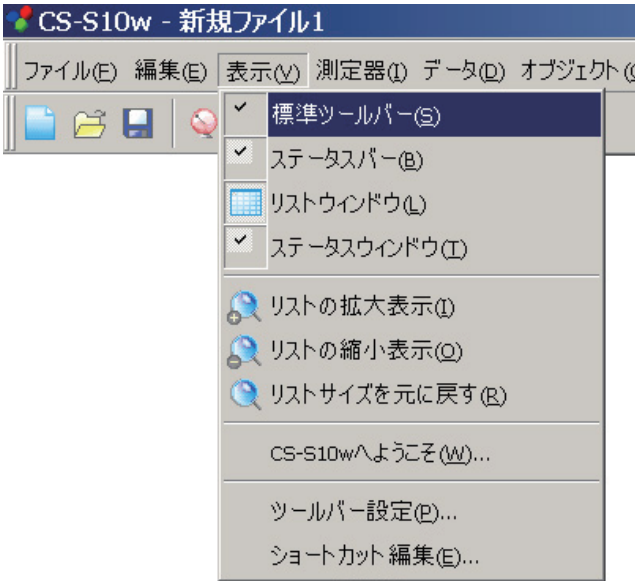 CS-S10w - 新規ファイル1
ファイル(F) 編集(E) 表示(V) 測定器(I) データ(D) オブジェクト(
標準ツールバー(S)
ステータスバー(B)
リストウィンドウ(L)
ステータスウィンドウ(T)
リストの拡大表示(I)
リストの縮小表示(O)
リストサイズを元に戻す(R)
CS-S10wへようこそ(W)...
ツールバー設定(P)...
ショートカット編集(E)...